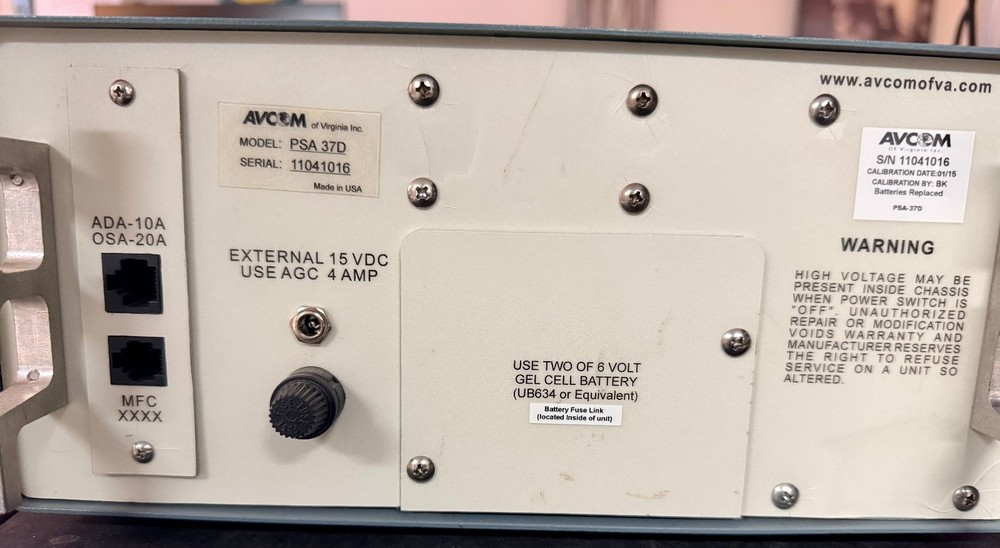 www.avcomofva.com
AVCOM of Virginia Inc.
MODEL: PSA 37D
SERIAL: 11041016
Made in USA
AVCOM
Of Virginia Inc.
S/N 11041016
CALIBRATION DATE:01/15
CALIBRATION BY: BK
Batteries Replaced
PSA-37D
ADA-10A
OSA-20A
MFC
XXXX
EXTERNAL 15 VDC
USE AGC 4 AMP
USE TWO OF 6 VOLT
GEL CELL BATTERY
(UB634 or Equivalent)
Battery Fuse Link
(located Inside of unit)
WARNING
HIGH VOLTAGE MAY BE
PRESENT INSIDE CHASSIS
WHEN POWER SWITCH IS
"OFF". UNAUTHORIZED
REPAIR OR MODIFICATION
VOIDS WARRANTY AND
MANUFACTURER RESERVES
THE RIGHT TO REFUSE
SERVICE ON A UNIT SO
ALTERED.